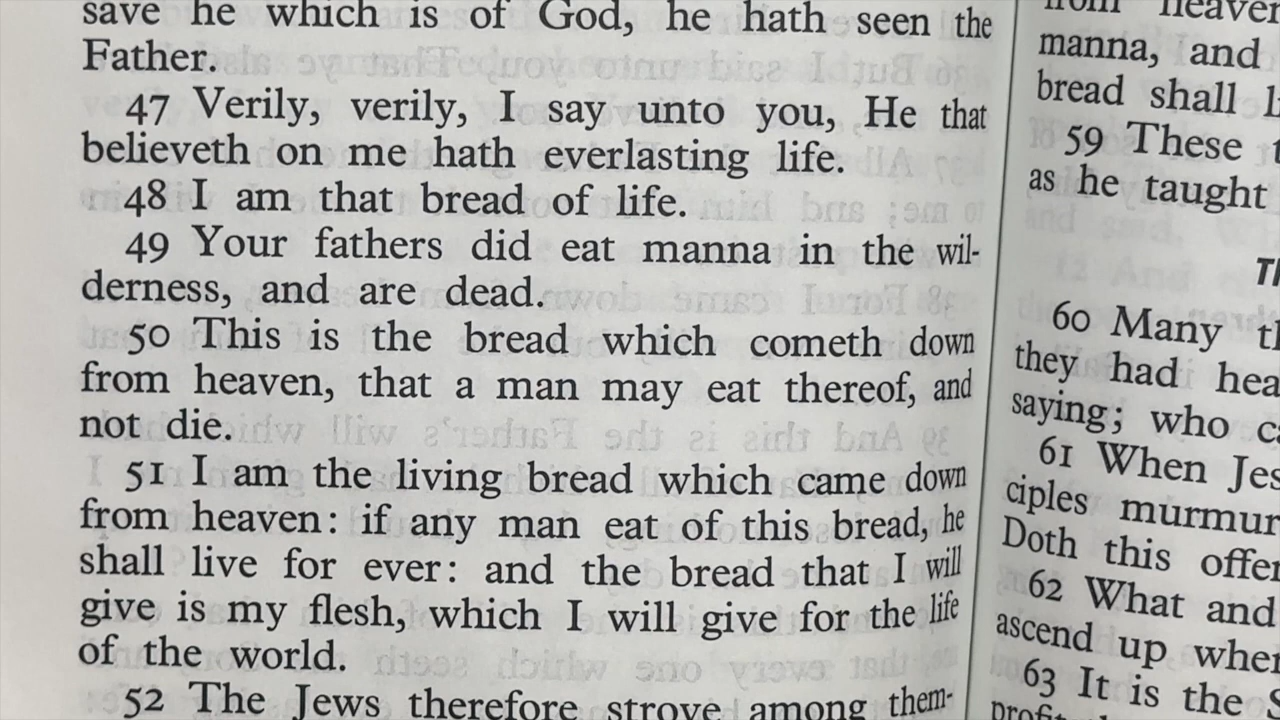 save he which is of God, he hath seen the
Father.
47 Verily, verily, I say unto you, He that
believeth on me hath everlasting life.
48 I am that bread of life.
49 Your fathers did eat manna in the wil-
derness, and are dead.
50 This is the bread which cometh down
from heaven, that a man may eat thereof, and
not die.
51 I am the living bread which came down
from heaven: if any man eat of this bread, he
shall live for ever: and the bread that I will
give is my flesh, which I will give for the life
of the world.
52 The Jews therefore strove among them-
from heaven
manna, and
bread shall
59 These
as he taught
60 Many
they had
saying; who
61 When
ciples
Doth this
62 What and
ascend up
63 It is the